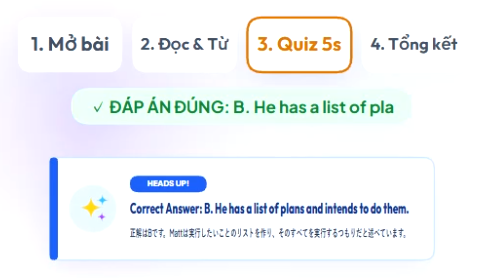 1. Mở bài
2. Đọc & Từ
3. Quiz 5s
4. Tổng kết
✓ ĐÁP ÁN ĐÚNG: B. He has a list of pla
HEADS UP!
Correct Answer: B. He has a list of plans and intends to do them.
正解はBです。Mattは実行したいことのリストを作り、そのすべてを実行するつもりだと述べています。